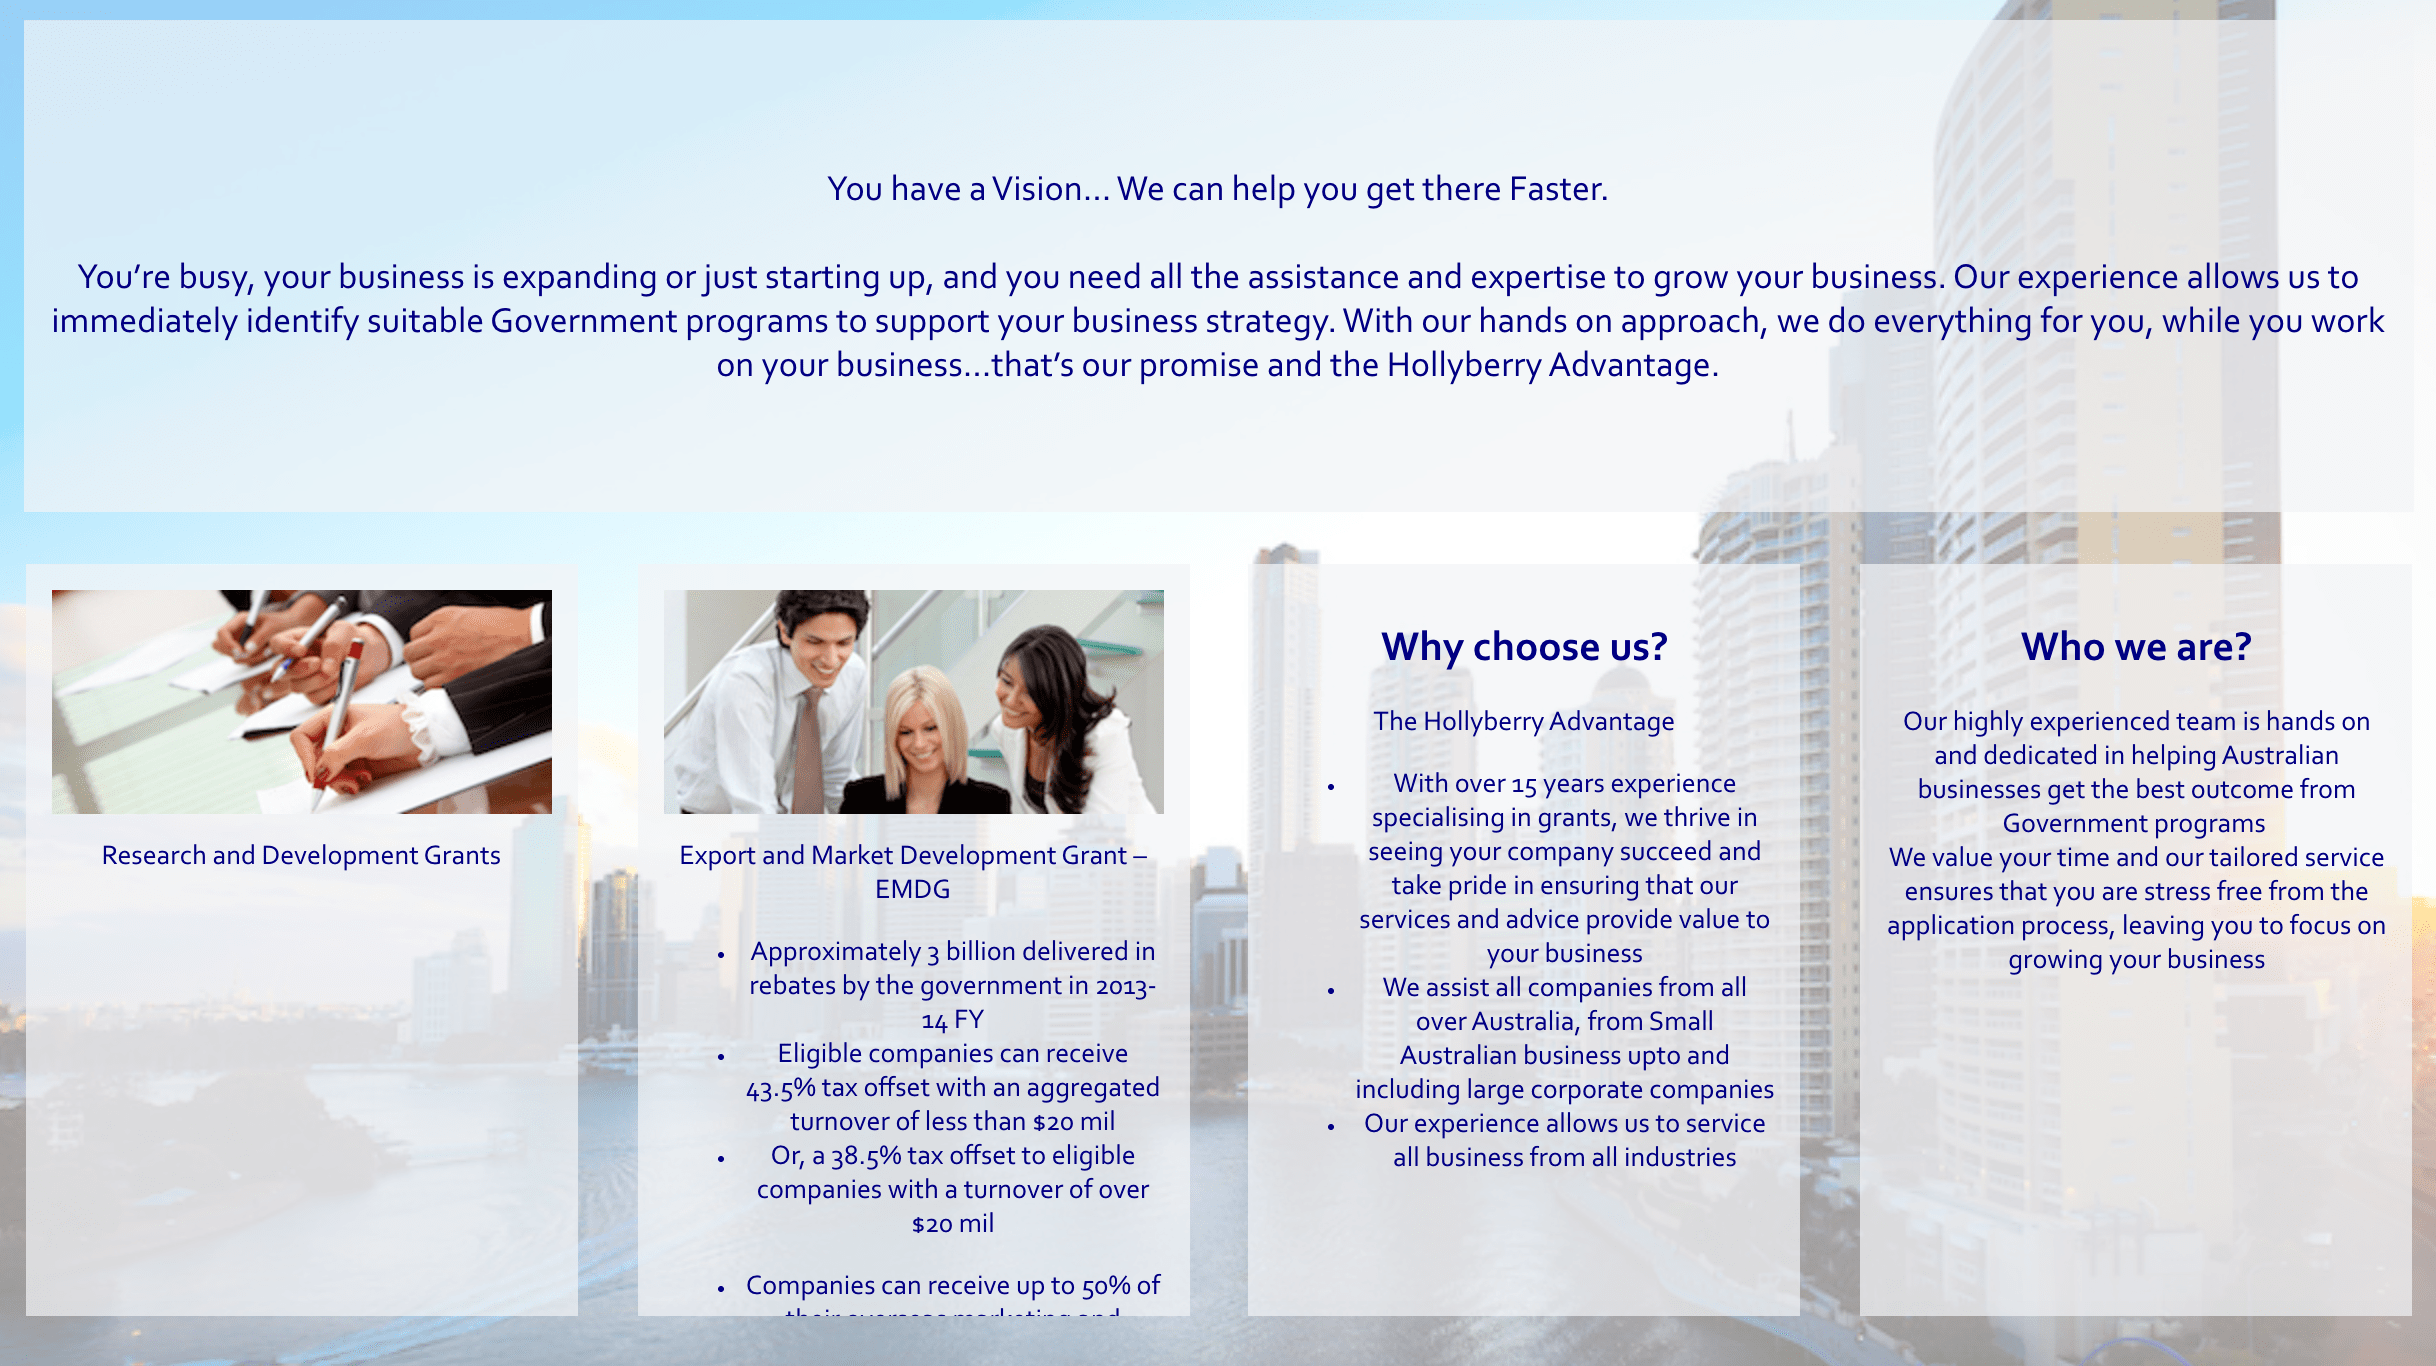 You have a Vision… We can help you get there Faster.
You’re busy, your business is expanding or just starting up, and you need all the assistance and expertise to grow your business. Our experience allows us to
immediately identify suitable Government programs to support your business strategy. With our hands on approach, we do everything for you, while you work
on your business…that’s our promise and the Hollyberry Advantage.
Research and Development Grants
Export and Market Development Grant –
EMDG
• Approximately 3 billion delivered in
rebates by the government in 2013-
14 FY
• Eligible companies can receive
43.5% tax offset with an aggregated
turnover of less than $20 mil
• Or, a 38.5% tax offset to eligible
companies with a turnover of over
$20 mil
• Companies can receive up to 50% of
their overseas marketing and
Why choose us?
The Hollyberry Advantage
• With over 15 years experience
specialising in grants, we thrive in
seeing your company succeed and
take pride in ensuring that our
services and advice provide value to
your business
• We assist all companies from all
over Australia, from Small
Australian business upto and
including large corporate companies
• Our experience allows us to service
all business from all industries
Who we are?
Our highly experienced team is hands on
and dedicated in helping Australian
businesses get the best outcome from
Government programs
We value your time and our tailored service
ensures that you are stress free from the
application process, leaving you to focus on
growing your business